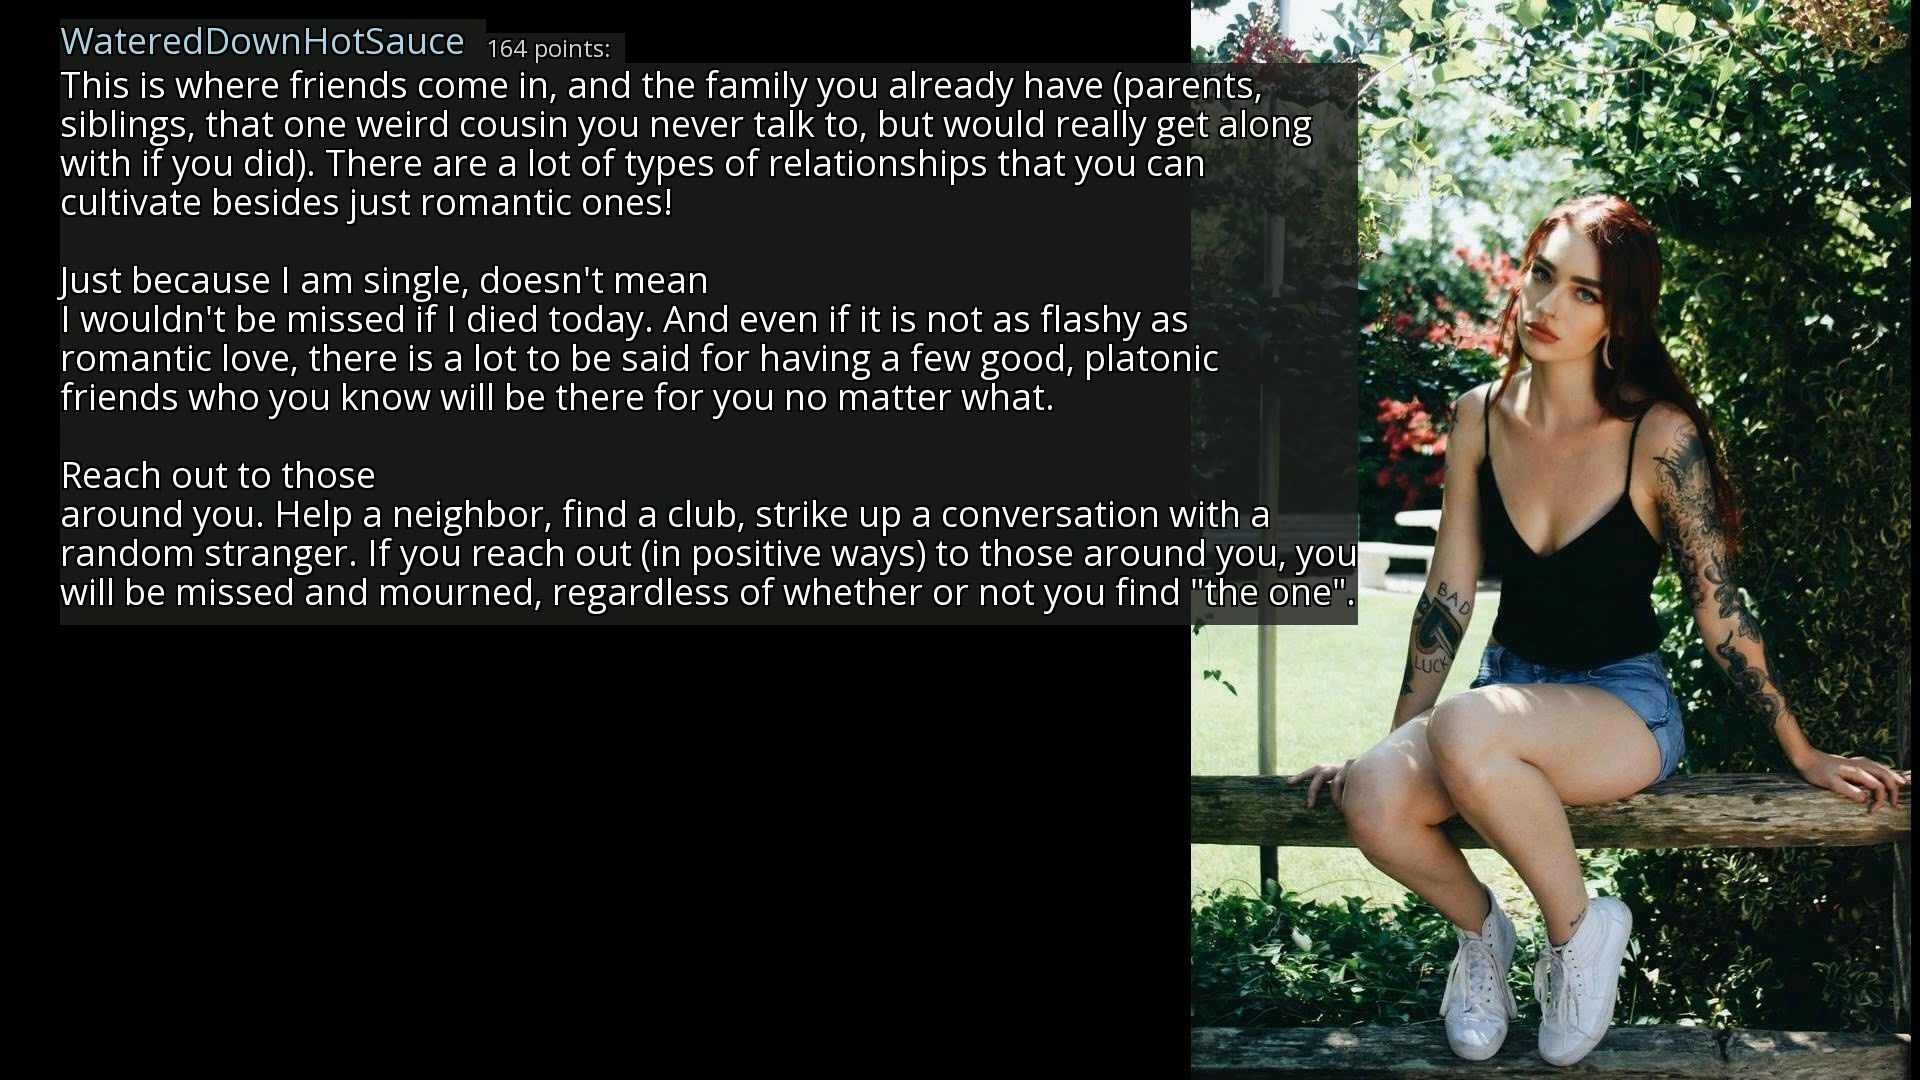 WateredDownHotSauce 164 points:
This is where friends come in, and the family you already have (parents,
siblings, that one weird cousin you never talk to, but would really get along
with if you did). There are a lot of types of relationships that you can
cultivate besides just romantic ones!
Just because I am single, doesn't mean
I wouldn't be missed if I died today. And even if it is not as flashy as
romantic love, there is a lot to be said for having a few good, platonic
friends who you know will be there for you no matter what.
Reach out to those
around you. Help a neighbor, find a club, strike up a conversation with a
random stranger. If you reach out (in positive ways) to those around you, you
will be missed and mourned, regardless of whether or not you find "the one".
BAD
LUCK